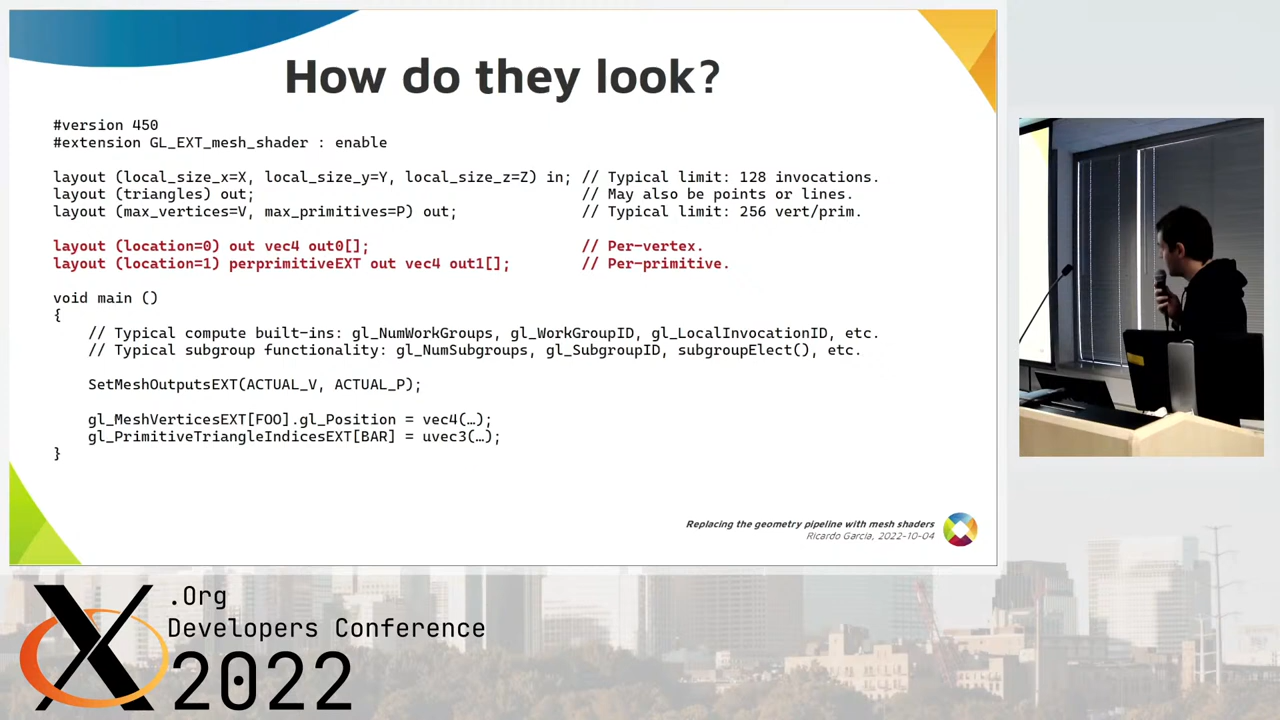 How do they look?
#version 450
#extension GL_EXT_mesh_shader : enable
layout (local_size_x=X, local_size_y=Y, local_size_z=Z) in; // Typical limit: 128 invocations.
layout (triangles) out; // May also be points or lines.
layout (max_vertices=V, max_primitives=P) out; // Typical limit: 256 vert/prim.
layout (location=0) out vec4 out0[]; // Per-vertex.
layout (location=1) perprimitiveEXT out vec4 out1[]; // Per-primitive.
void main ()
{
// Typical compute built-ins: gl_NumWorkGroups, gl_WorkGroupID, gl_LocalInvocationID, etc.
// Typical subgroup functionality: gl_NumSubgroups, gl_SubgroupID, subgroupElect(), etc.
SetMeshOutputsEXT(ACTUAL_V, ACTUAL_P);
gl_MeshVerticesEXT[FOO].gl_Position = vec4(…);
gl_PrimitiveTriangleIndicesEXT[BAR] = uvec3(…);
}
Replacing the geometry pipeline with mesh shaders
Ricardo Garcia, 2022-10-04
X.Org
Developers Conference
2022